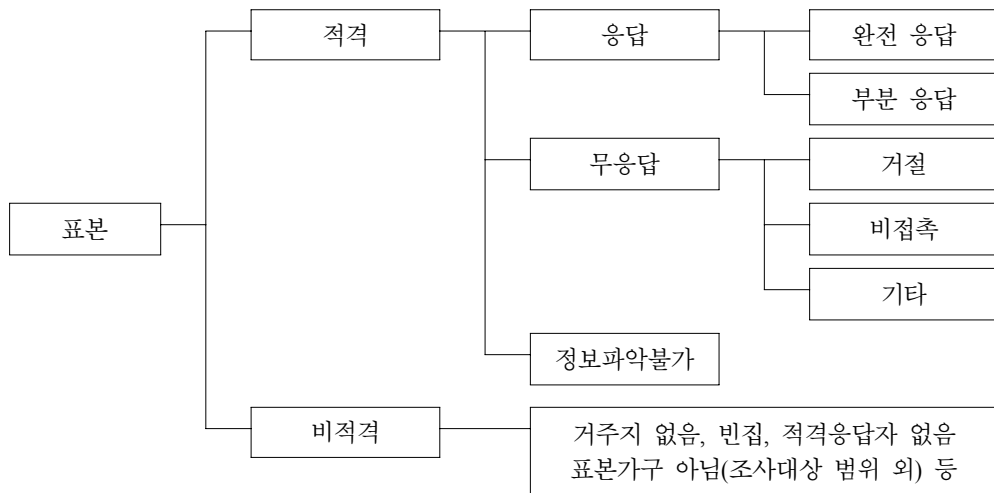 적격
응답
완전 응답
부분 응답
무응답
거절
표본
비접촉
기타
정보파악불가
비적격
거주지 없음, 빈집, 적격응답자 없음
표본가구 아님(조사대상 범위 외) 등